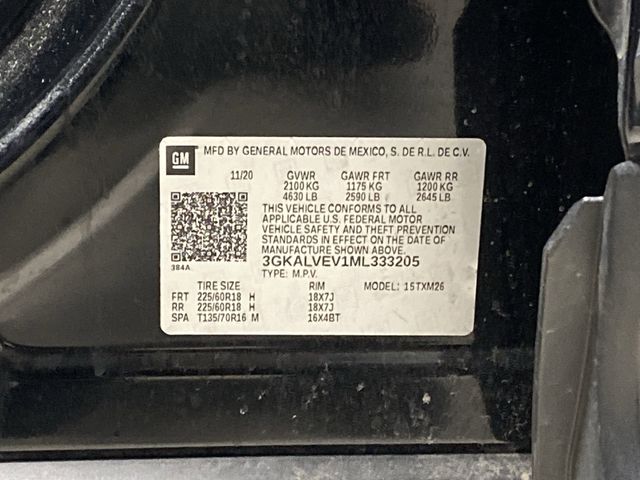 GM MFD BY GENERAL MOTORS DE MEXICO, S. DE R.L. DE C.V.
11/20 GVWR GAWR FRT GAWR RR
2100 KG 1175 KG 1200 KG
4630 LB 2590 LB 2645 LB
THIS VEHICLE CONFORMS TO ALL
APPLICABLE U.S. FEDERAL MOTOR
VEHICLE SAFETY AND THEFT PREVENTION
STANDARDS IN EFFECT ON THE DATE OF
MANUFACTURE SHOWN ABOVE.
384A 3GKALVEV1ML333205
TYPE: M.P.V.
TIRE SIZE RIM MODEL: 15TXM26
FRT 225/60R18 H 18X7J
RR 225/60R18 H 18X7J
SPA T135/70R16 M 16X4BT